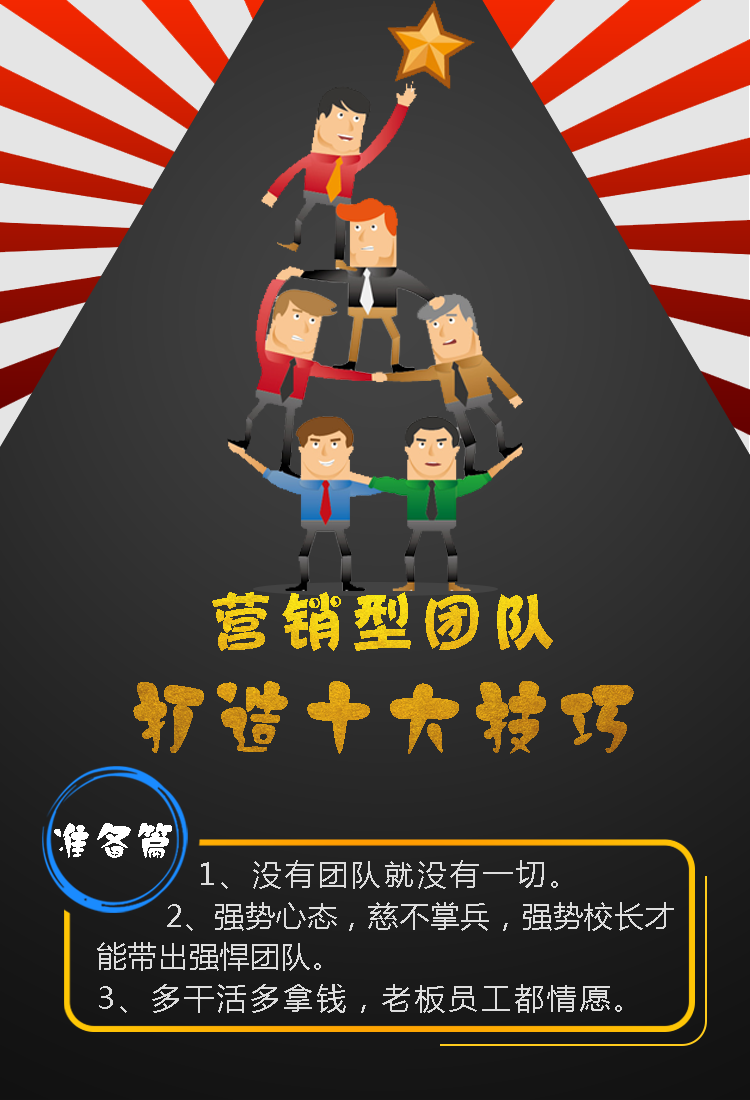 营销型团队
打造十大技巧
准备篇
1、没有团队就没有一切。
2、强势心态，慈不掌兵，强势校长才
能带出强悍团队。
3、多干活多拿钱，老板员工都情愿。